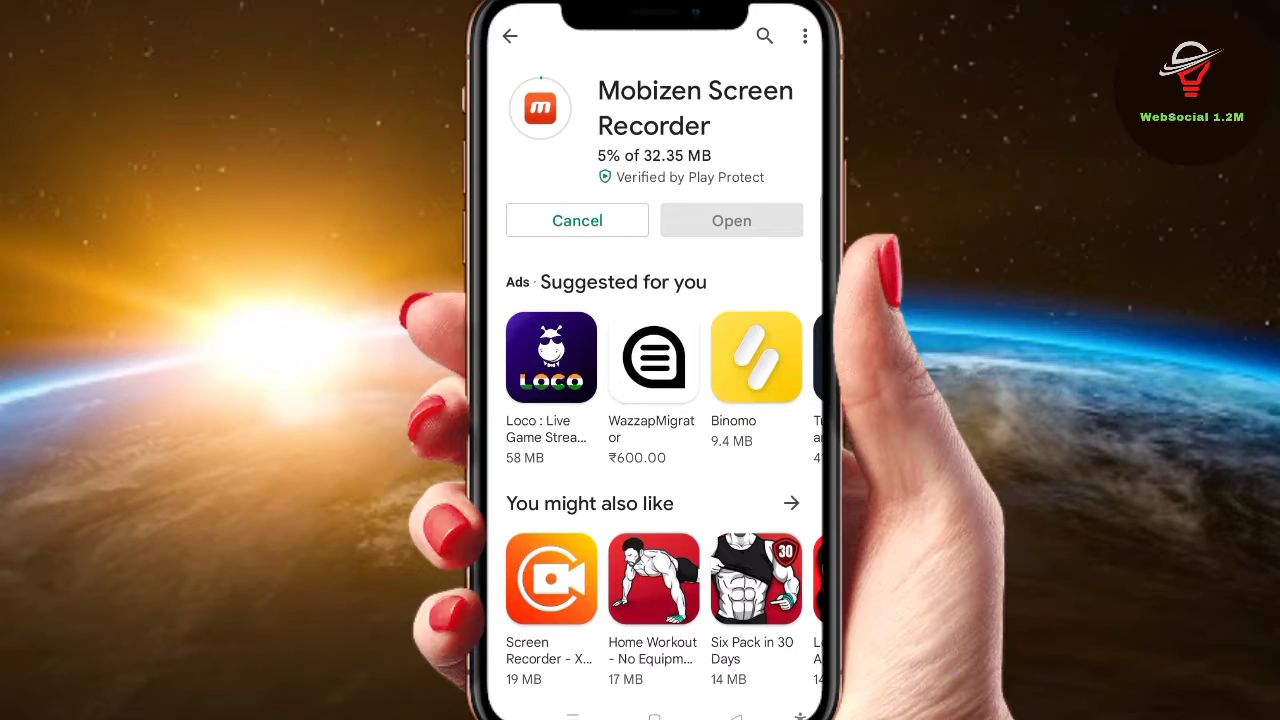 WebSocial 1.2M
Mobizen Screen
Recorder
5% of 32.35 MB
Verified by Play Protect
Cancel
Open
Ads · Suggested for you
LOCO
Loco : Live
Game Strea...
58 MB
WazzapMigrat
or
₹600.00
Binomo
9.4 MB
You might also like
30
Screen
Recorder - X...
19 MB
Home Workout
- No Equipm...
17 MB
Six Pack in 30
Days
14 MB